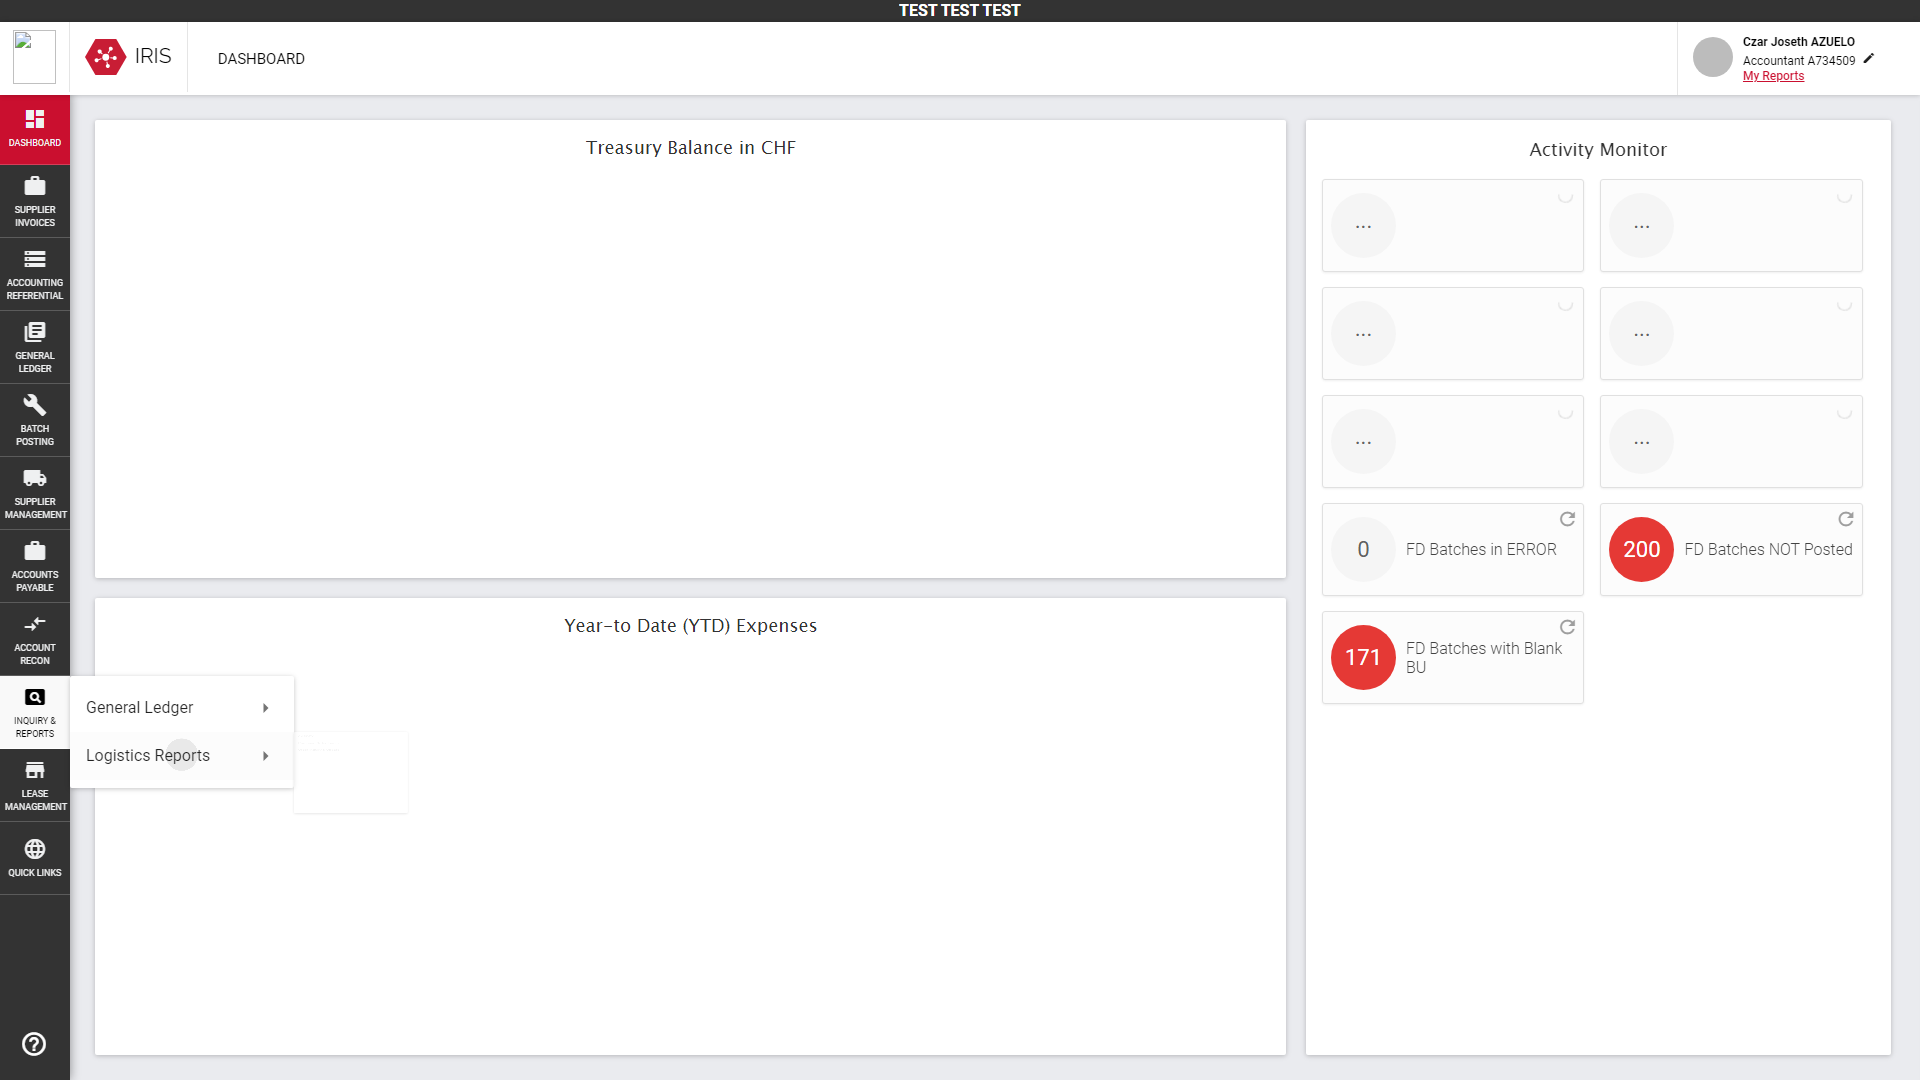 TEST TEST TEST
IRIS
DASHBOARD
Czar Joseth AZUELO
Accountant A734509
My Reports
DASHBOARD
SUPPLIER
INVOICES
ACCOUNTING
REFERENTIAL
GENERAL
LEDGER
BATCH
POSTING
SUPPLIER
MANAGEMENT
ACCOUNTS
PAYABLE
ACCOUNT
RECON
INQUIRY &
REPORTS
LEASE
MANAGEMENT
QUICK LINKS
General Ledger
Logistics Reports
Treasury Balance in CHF
Year-to Date (YTD) Expenses
Activity Monitor
...
...
...
...
...
...
0 FD Batches in ERROR
200 FD Batches NOT Posted
171 FD Batches with Blank
BU